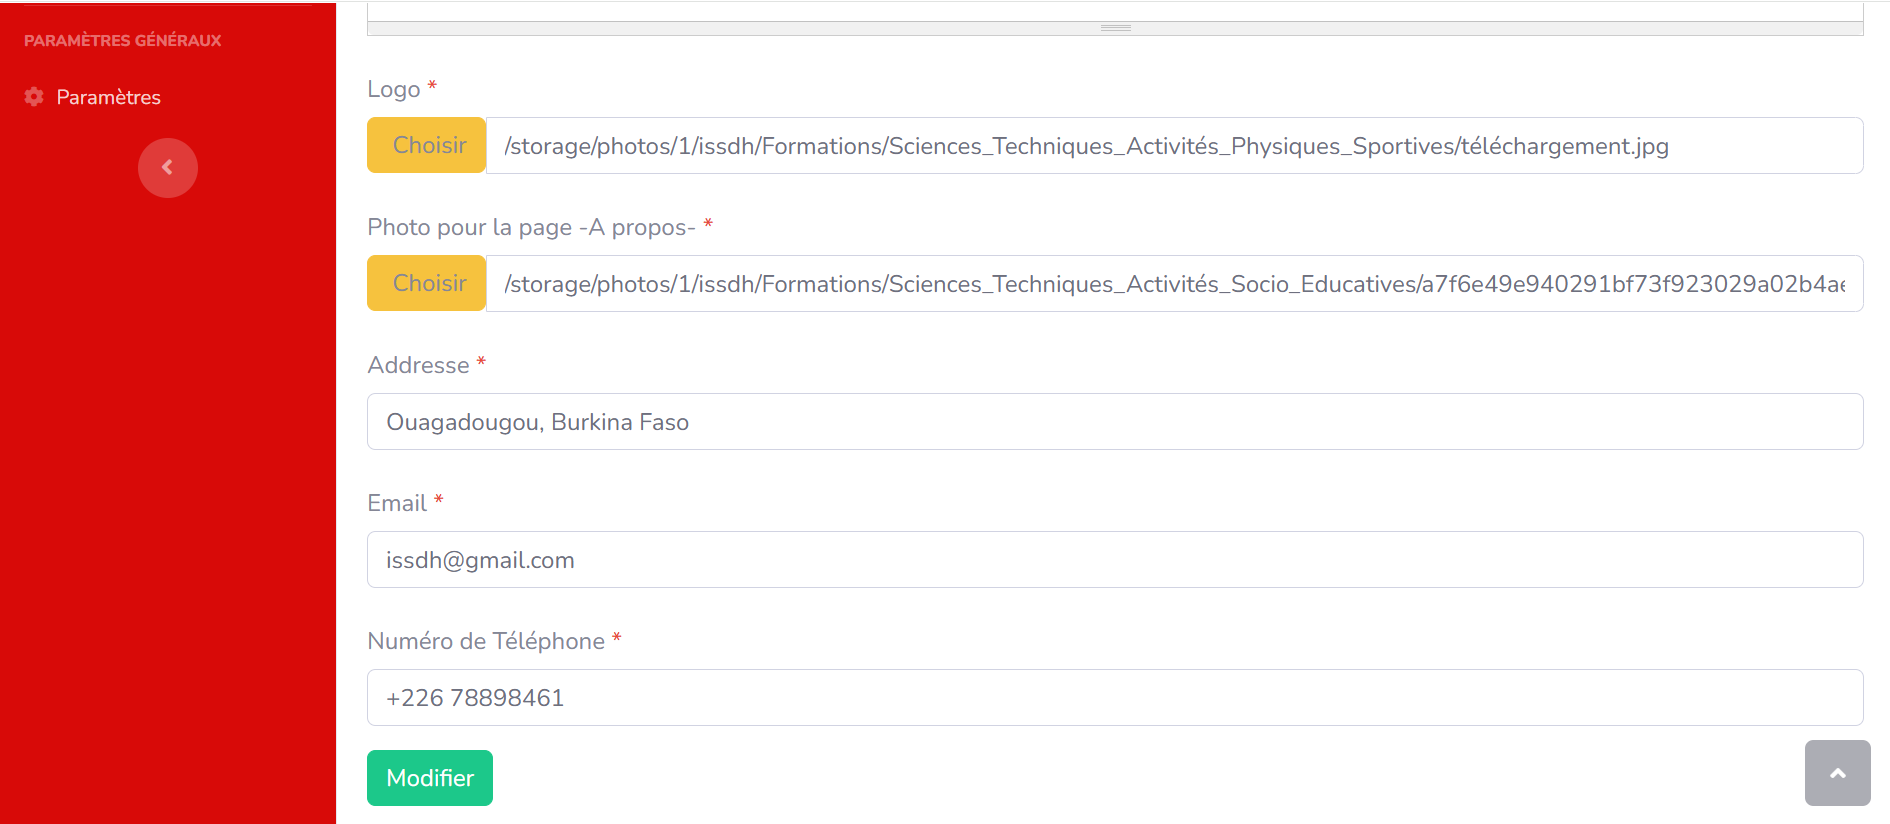 PARAMÈTRES GÉNÉRAUX
Paramètres
Logo *
Choisir /storage/photos/1/issdh/Formations/Sciences_Techniques_Activités_Physiques_Sportives/téléchargement.jpg
Photo pour la page -A propos- *
Choisir /storage/photos/1/issdh/Formations/Sciences_Techniques_Activités_Socio_Educatives/a7f6e49e940291bf73f923029a02b4ae
Addresse *
Ouagadougou, Burkina Faso
Email *
issdh@gmail.com
Numéro de Téléphone *
+226 78898461
Modifier